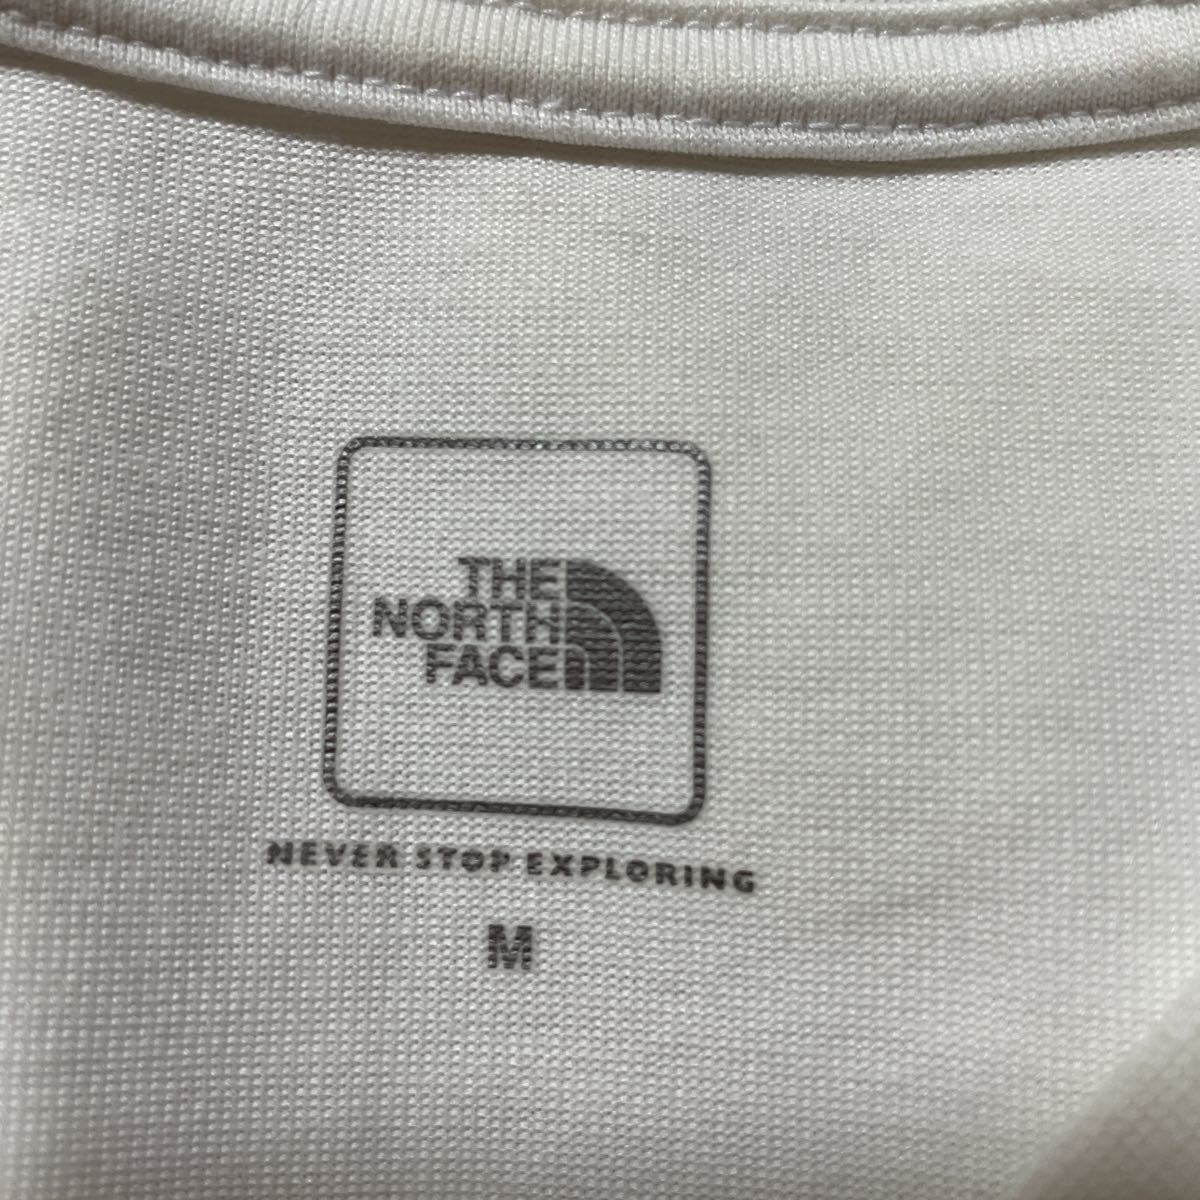 THE
NORTH
FACE
NEVER STOP EXPLORING
M